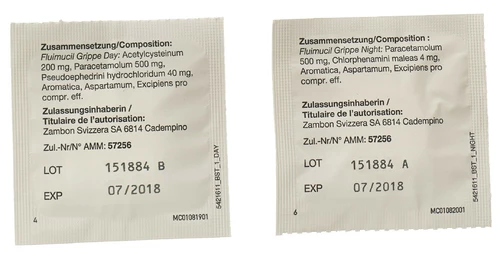 Zusammensetzung/Composition:
Fluimucil Grippe Day: Acetylcysteinum
200 mg, Paracetamolum 500 mg,
Pseudoephedrini hydrochloridum 40 mg,
Aromatica, Aspartamum, Excipiens pro
compr. eff.
Zulassungsinhaberin /
Titulaire de l'autorisation:
Zambon Svizzera SA 6814 Cadempino
Zul.-Nr/N° AMM: 57256
LOT 151884 B
EXP 07/2018
4
MC01081901
5421611_BST_1_DAY
Zusammensetzung/Composition:
Fluimucil Grippe Night: Paracetamolum
500 mg, Chlorphenamini maleas 4 mg,
Aromatica, Aspartamum, Excipiens pro
compr. eff.
Zulassungsinhaberin /
Titulaire de l'autorisation:
Zambon Svizzera SA 6814 Cadempino
Zul.-Nr/N° AMM: 57256
LOT 151884 A
EXP 07/2018
6
MC01082001
5421611_BST_1_NIGHT